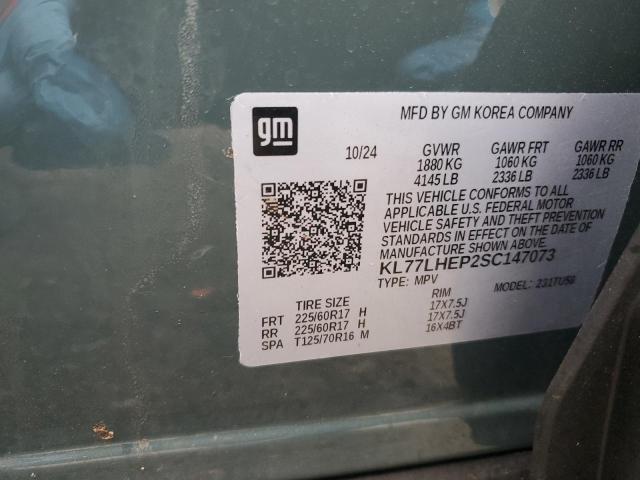 gm
MFD BY GM KOREA COMPANY
10/24 GVWR GAWR FRT GAWR RR
1880 KG 1060 KG 1060 KG
4145 LB 2336 LB 2336 LB
THIS VEHICLE CONFORMS TO ALL
APPLICABLE U.S. FEDERAL MOTOR
VEHICLE SAFETY AND THEFT PREVENTION
STANDARDS IN EFFECT ON THE DATE OF
MANUFACTURE SHOWN ABOVE.
KL77LHEP2SC147073
TYPE: MPV MODEL: 231TU56
TIRE SIZE RIM
FRT 225/60R17 H 17X7.5J
RR 225/60R17 H 17X7.5J
SPA T125/70R16 M 16X4BT